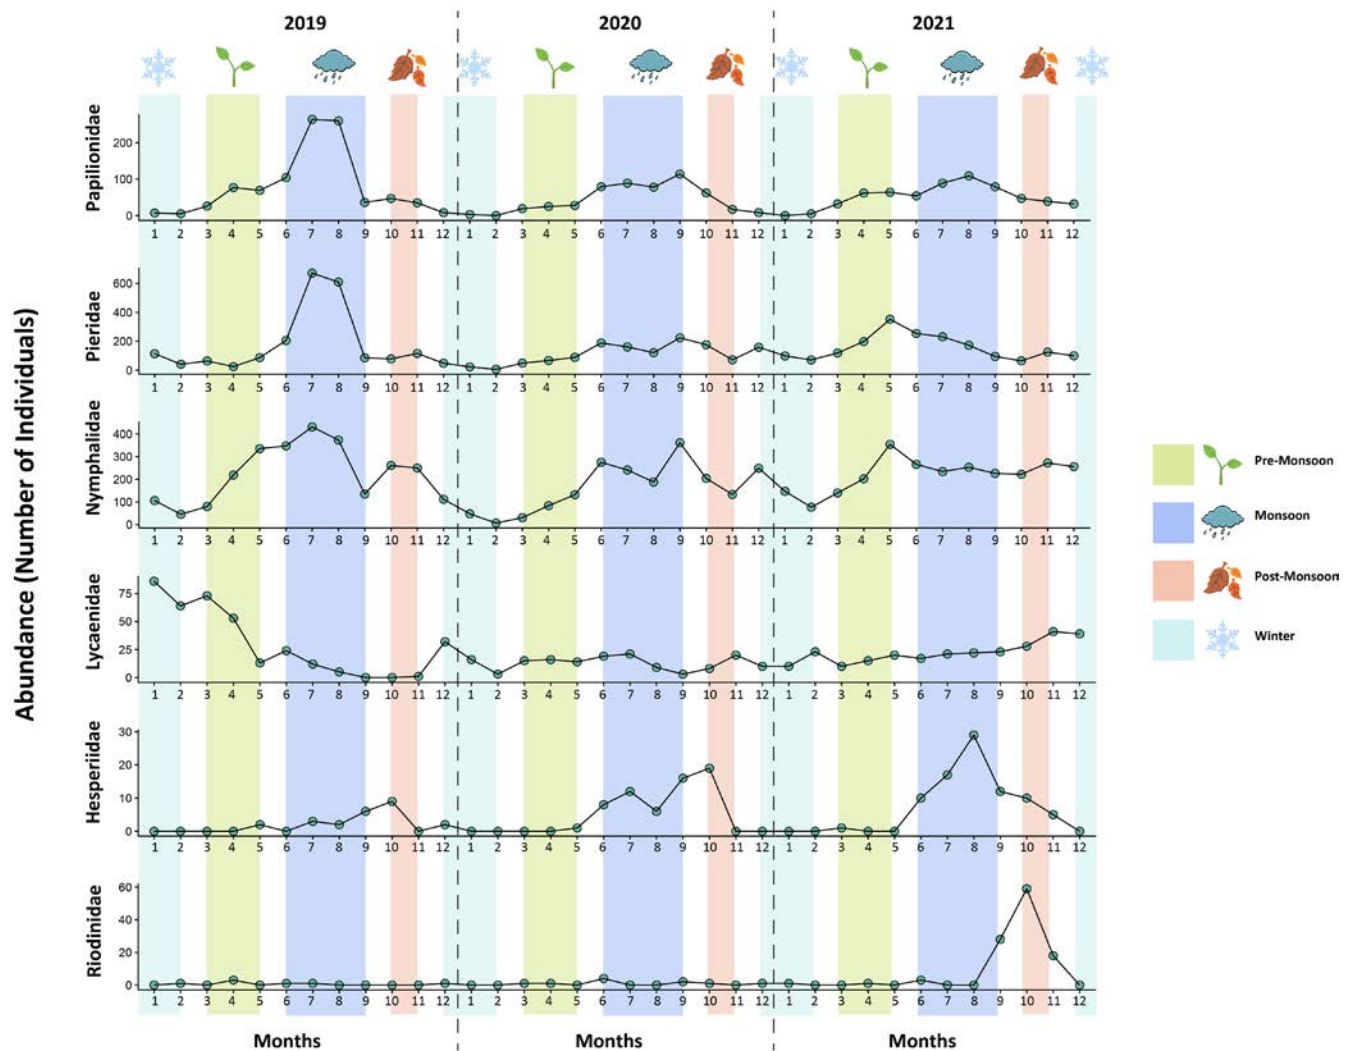 2019 2020 2021
Abundance (Number of Individuals)
Papilionidae
200
100
0
1 2 3 4 5 6 7 8 9 10 11 12 1 2 3 4 5 6 7 8 9 10 11 12 1 2 3 4 5 6 7 8 9 10 11 12
Pieridae
600
400
200
0
1 2 3 4 5 6 7 8 9 10 11 12 1 2 3 4 5 6 7 8 9 10 11 12 1 2 3 4 5 6 7 8 9 10 11 12
Nymphalidae
400
300
200
100
0
1 2 3 4 5 6 7 8 9 10 11 12 1 2 3 4 5 6 7 8 9 10 11 12 1 2 3 4 5 6 7 8 9 10 11 12
Lycaenidae
75
50
25
0
1 2 3 4 5 6 7 8 9 10 11 12 1 2 3 4 5 6 7 8 9 10 11 12 1 2 3 4 5 6 7 8 9 10 11 12
Hesperiidae
30
20
10
0
1 2 3 4 5 6 7 8 9 10 11 12 1 2 3 4 5 6 7 8 9 10 11 12 1 2 3 4 5 6 7 8 9 10 11 12
Riodinidae
60
40
20
0
1 2 3 4 5 6 7 8 9 10 11 12 1 2 3 4 5 6 7 8 9 10 11 12 1 2 3 4 5 6 7 8 9 10 11 12
Months Months Months
Pre-Monsoon
Monsoon
Post-Monsoon
Winter